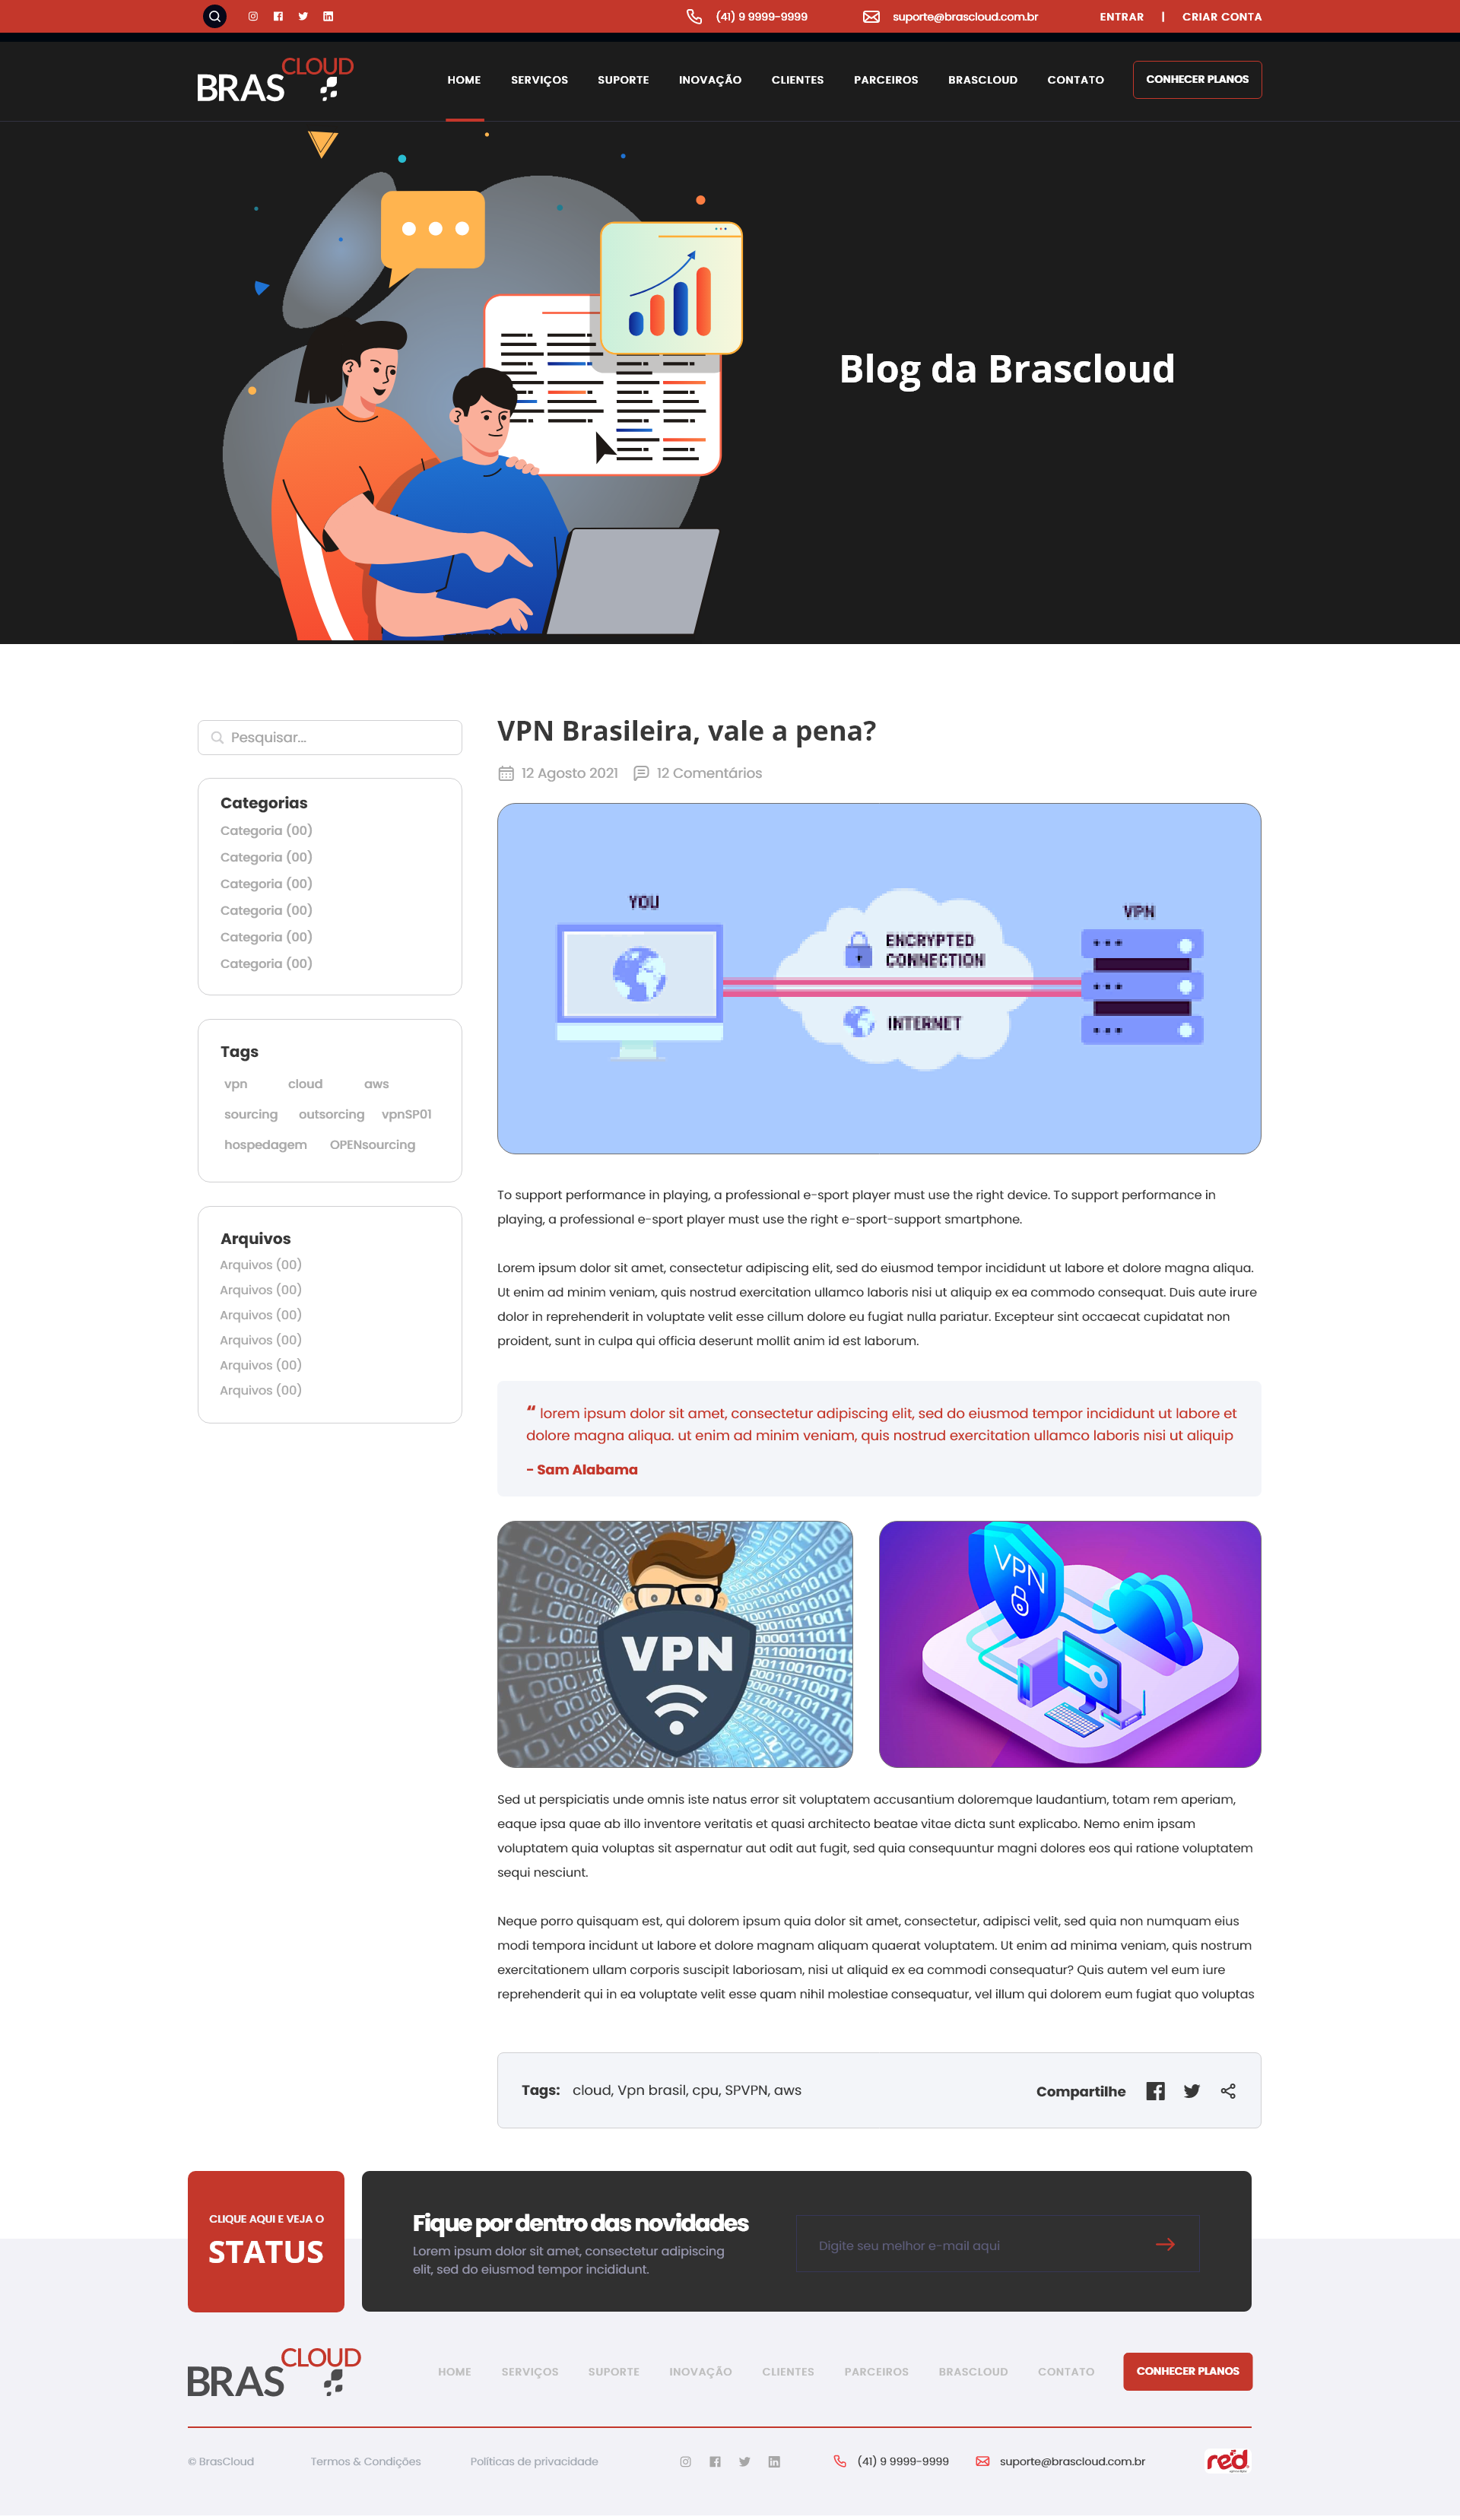 (41) 9 9999-9999
suporte@brascloud.com.br
ENTRAR | CRIAR CONTA
BRAS CLOUD
HOME SERVIÇOS SUPORTE INOVAÇÃO CLIENTES PARCEIROS BRASCLOUD CONTATO CONHECER PLANOS
Blog da Brascloud
Pesquisar...
Categorias
Categoria (00)
Categoria (00)
Categoria (00)
Categoria (00)
Categoria (00)
Categoria (00)
Tags
vpn cloud aws
sourcing outsorcing vpnSP01
hospedagem OPENsourcing
Arquivos
Arquivos (00)
Arquivos (00)
Arquivos (00)
Arquivos (00)
Arquivos (00)
Arquivos (00)
VPN Brasileira, vale a pena?
12 Agosto 2021 12 Comentários
YOU
ENCRYPTED
CONNECTION
INTERNET
VPN
To support performance in playing, a professional e-sport player must use the right device. To support performance in
playing, a professional e-sport player must use the right e-sport-support smartphone.
Lorem ipsum dolor sit amet, consectetur adipiscing elit, sed do eiusmod tempor incididunt ut labore et dolore magna aliqua.
Ut enim ad minim veniam, quis nostrud exercitation ullamco laboris nisi ut aliquip ex ea commodo consequat. Duis aute irure
dolor in reprehenderit in voluptate velit esse cillum dolore eu fugiat nulla pariatur. Excepteur sint occaecat cupidatat non
proident, sunt in culpa qui officia deserunt mollit anim id est laborum.
“ lorem ipsum dolor sit amet, consectetur adipiscing elit, sed do eiusmod tempor incididunt ut labore et
dolore magna aliqua. ut enim ad minim veniam, quis nostrud exercitation ullamco laboris nisi ut aliquip
- Sam Alabama
VPN
VPN
Sed ut perspiciatis unde omnis iste natus error sit voluptatem accusantium doloremque laudantium, totam rem aperiam,
eaque ipsa quae ab illo inventore veritatis et quasi architecto beatae vitae dicta sunt explicabo. Nemo enim ipsam
voluptatem quia voluptas sit aspernatur aut odit aut fugit, sed quia consequuntur magni dolores eos qui ratione voluptatem
sequi nesciunt.
Neque porro quisquam est, qui dolorem ipsum quia dolor sit amet, consectetur, adipisci velit, sed quia non numquam eius
modi tempora incidunt ut labore et dolore magnam aliquam quaerat voluptatem. Ut enim ad minima veniam, quis nostrum
exercitationem ullam corporis suscipit laboriosam, nisi ut aliquid ex ea commodi consequatur? Quis autem vel eum iure
reprehenderit qui in ea voluptate velit esse quam nihil molestiae consequatur, vel illum qui dolorem eum fugiat quo voluptas
Tags: cloud, Vpn brasil, cpu, SPVPN, aws
Compartilhe
CLIQUE AQUI E VEJA O
STATUS
Fique por dentro das novidades
Lorem ipsum dolor sit amet, consectetur adipiscing
elit, sed do eiusmod tempor incididunt.
Digite seu melhor e-mail aqui
BRAS CLOUD
HOME SERVIÇOS SUPORTE INOVAÇÃO CLIENTES PARCEIROS BRASCLOUD CONTATO CONHECER PLANOS
© BrasCloud Termos & Condições Políticas de privacidade
(41) 9 9999-9999 suporte@brascloud.com.br
red